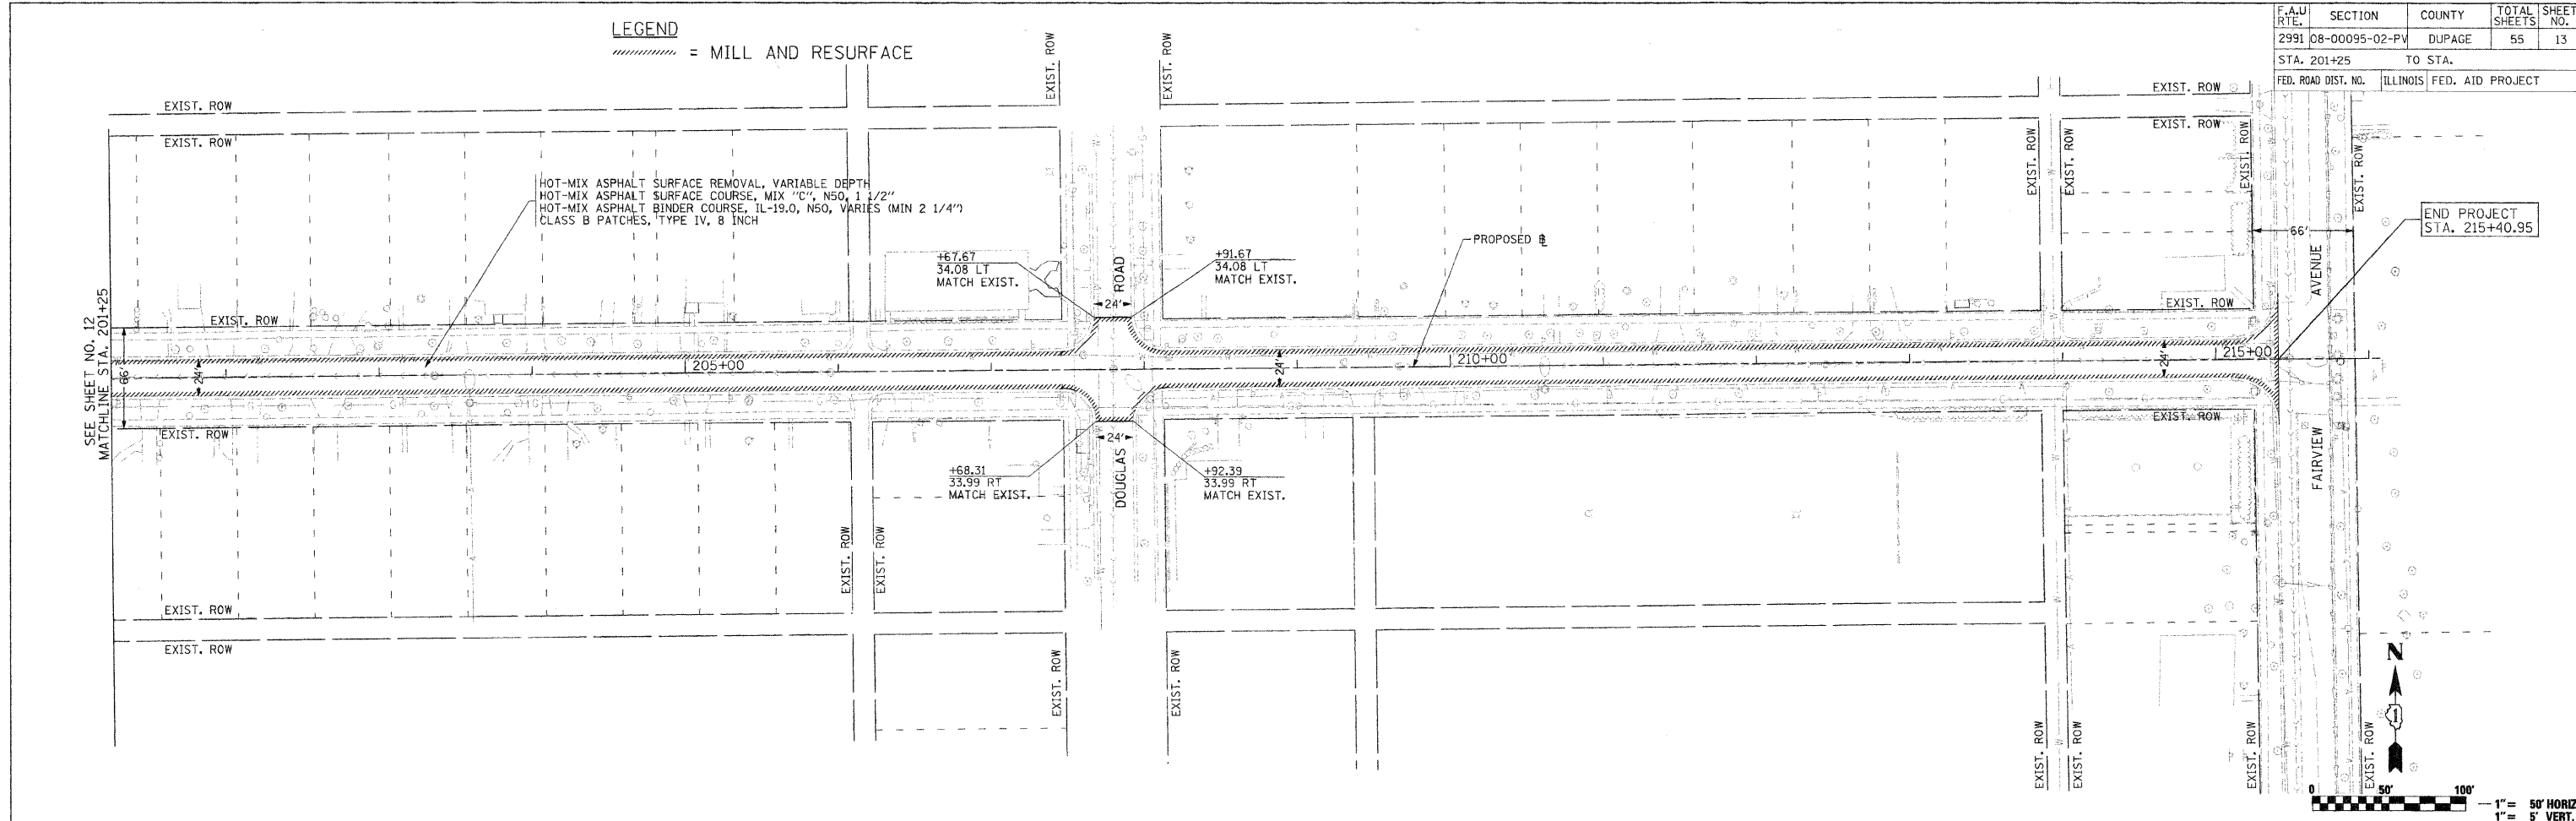 LEGEND
= MILL AND RESURFACE
F.A.U RTE. SECTION COUNTY TOTAL SHEETS SHEET NO.
2991 08-00095-02-PV DUPAGE 55 13
STA. 201+25 TO STA.
FED. ROAD DIST. NO. ILLINOIS FED. AID PROJECT
EXIST. ROW
EXIST. ROW
EXIST. ROW
EXIST. ROW
EXIST. ROW
EXIST. ROW
EXIST. ROW
EXIST. ROW
EXIST. ROW
EXIST. ROW
HOT-MIX ASPHALT SURFACE REMOVAL, VARIABLE DEPTH
HOT-MIX ASPHALT SURFACE COURSE, MIX "C", N50, 1 1/2"
HOT-MIX ASPHALT BINDER COURSE, IL-19.0, N50, VARIES (MIN 2 1/4")
CLASS B PATCHES, TYPE IV, 8 INCH
END PROJECT
STA. 215+40.95
66'
PROPOSED ℄
+67.67
34.08 LT
MATCH EXIST.
+91.67
34.08 LT
MATCH EXIST.
ROAD
24'
AVENUE
SEE SHEET NO. 12
MATCHLINE STA. 201+25
EXIST. ROW
EXIST. ROW
66'
24'
205+00
24'
210+00
24'
215+00
EXIST. ROW
EXIST. ROW
24'
DOUGLAS
FAIRVIEW
+68.31
33.99 RT
MATCH EXIST.
+92.39
33.99 RT
MATCH EXIST.
EXIST. ROW
EXIST. ROW
EXIST. ROW
EXIST. ROW
EXIST. ROW
EXIST. ROW
EXIST. ROW
EXIST. ROW
EXIST. ROW
EXIST. ROW
N
1
0 50' 100'
1"= 50' HORIZ
1"= 5' VERT.